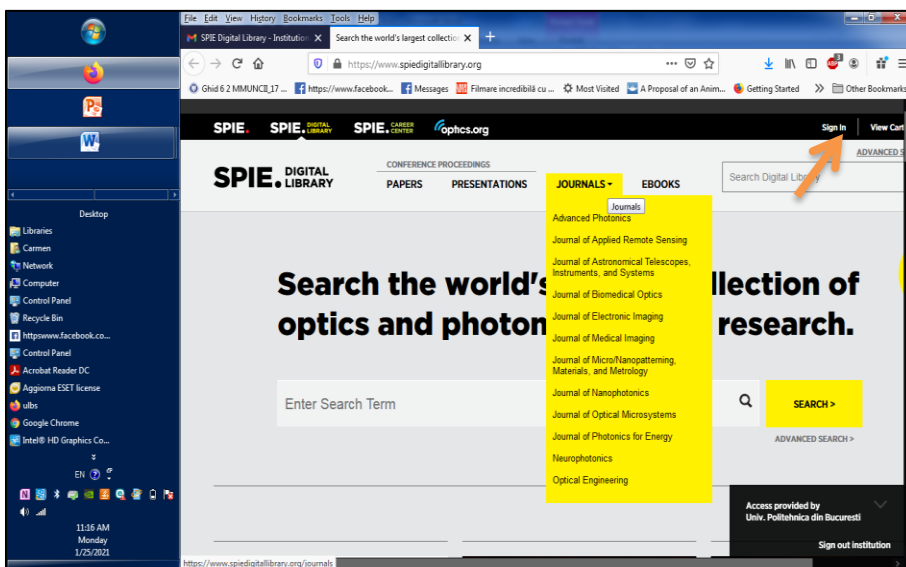 File Edit View History Bookmarks Tools Help
SPIE Digital Library - Institution X Search the world's largest collection X +
https://www.spiedigitallibrary.org
Ghid 6 2 MMUNCII_17 ... https://www.facebook... Messages Filmare incredibilă cu ... Most Visited A Proposal of an Anim... Getting Started Other Bookmarks
SPIE. SPIE. DIGITAL LIBRARY SPIE. CAREER CENTER optics.org Sign In View Cart
ADVANCED S
SPIE. DIGITAL LIBRARY
CONFERENCE PROCEEDINGS
PAPERS PRESENTATIONS JOURNALS EBOOKS
Search Digital Library
Journals
Advanced Photonics
Journal of Applied Remote Sensing
Journal of Astronomical Telescopes,
Instruments, and Systems
Journal of Biomedical Optics
Journal of Electronic Imaging
Journal of Medical Imaging
Journal of Micro/Nanopatterning,
Materials, and Metrology
Journal of Nanophotonics
Journal of Optical Microsystems
Journal of Photonics for Energy
Neurophotonics
Optical Engineering
Search the world's llection of
optics and photon research.
Enter Search Term
SEARCH >
ADVANCED SEARCH >
Access provided by
Univ. Politehnica din Bucuresti
Sign out institution
https://www.spiedigitallibrary.org/journals
Desktop
Libraries
Carmen
Network
Computer
Control Panel
Recycle Bin
httpswww.facebook.co...
Control Panel
Acrobat Reader DC
Aggiorna ESET license
ulbs
Google Chrome
Intel® HD Graphics Co...
EN
11:16 AM
Monday
1/25/2021